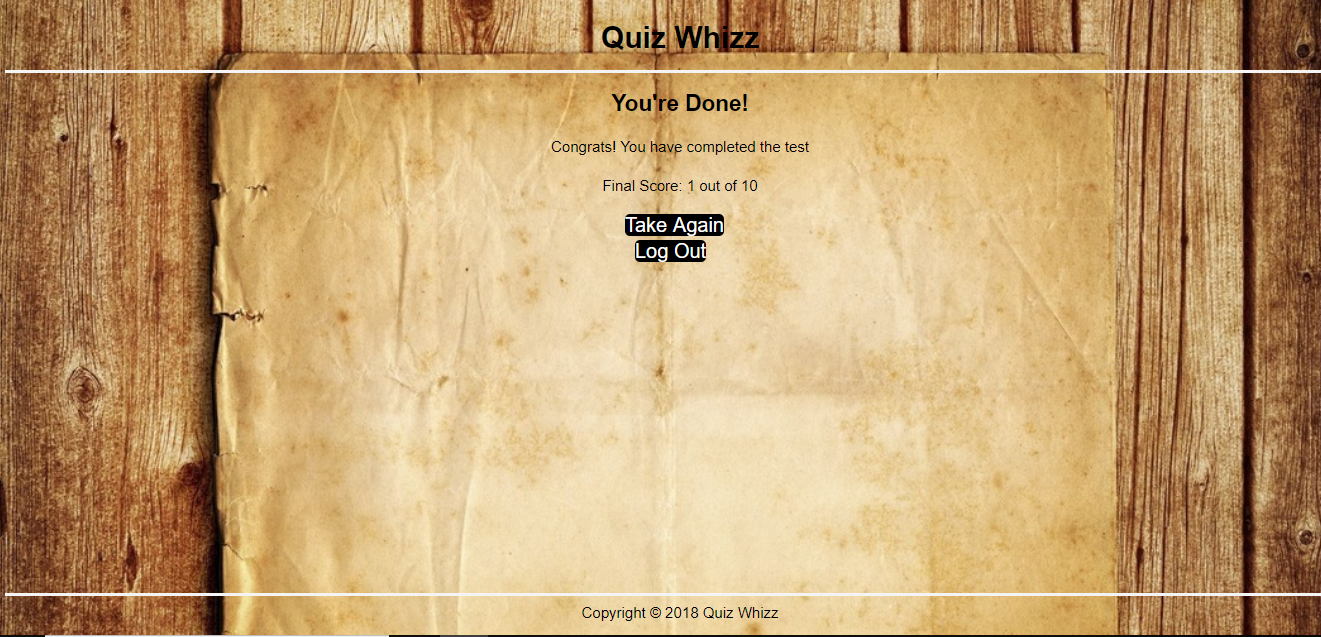 Quiz Whizz
You're Done!
Congrats! You have completed the test
Final Score: 1 out of 10
Take Again
Log Out
Copyright © 2018 Quiz Whizz